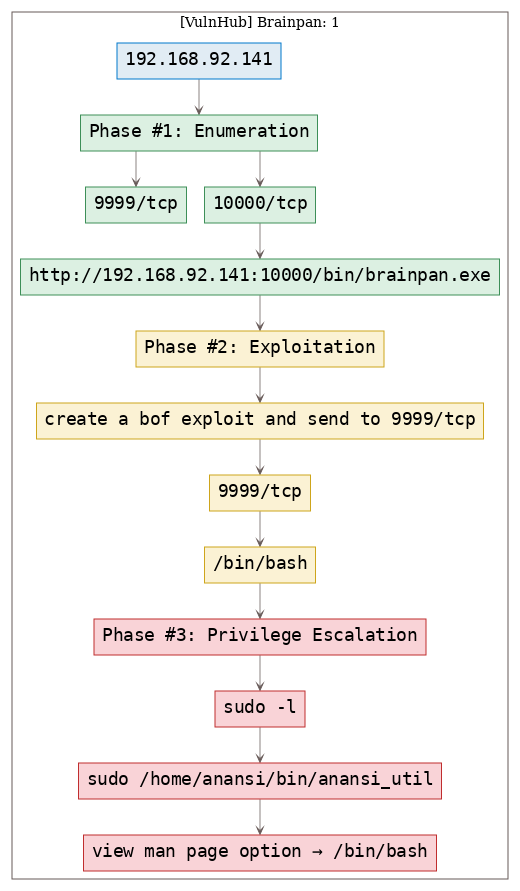 [VulnHub] Brainpan: 1
192.168.92.141
Phase #1: Enumeration
9999/tcp
10000/tcp
http://192.168.92.141:10000/bin/brainpan.exe
Phase #2: Exploitation
create a bof exploit and send to 9999/tcp
9999/tcp
/bin/bash
Phase #3: Privilege Escalation
sudo -l
sudo /home/anansi/bin/anansi_util
view man page option → /bin/bash